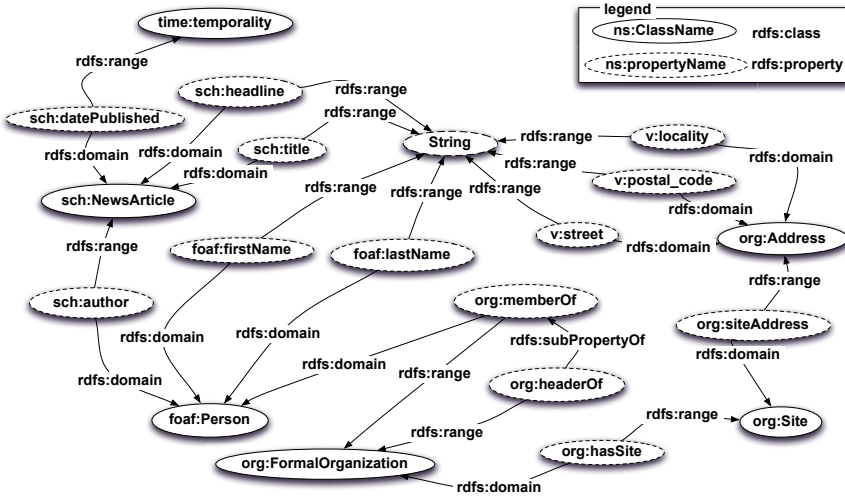 legend
time:temporality
ns:ClassName
rdfs:class
rdfs:range
ns:propertyName
rdfs:property
sch:headline
rdfs:range
sch:datePublished
rdfs:range
String
rdfs:range
v:locality
rdfs:domain
rdfs:domain
sch:title
rdfs:range
rdfs:domain
rdfs:domain
v:postal_code
rdfs:range
rdfs:range
sch:NewsArticle
rdfs:range
rdfs:domain
v:street
rdfs:domain
org:Address
rdfs:range
foaf:firstName
foaf:lastName
rdfs:range
sch:author
org:memberOf
org:siteAddress
rdfs:domain
rdfs:domain
rdfs:subPropertyOf
rdfs:domain
rdfs:domain
rdfs:domain
rdfs:range
org:headerOf
foaf:Person
rdfs:range
rdfs:range
org:Site
org:FormalOrganization
org:hasSite
rdfs:domain